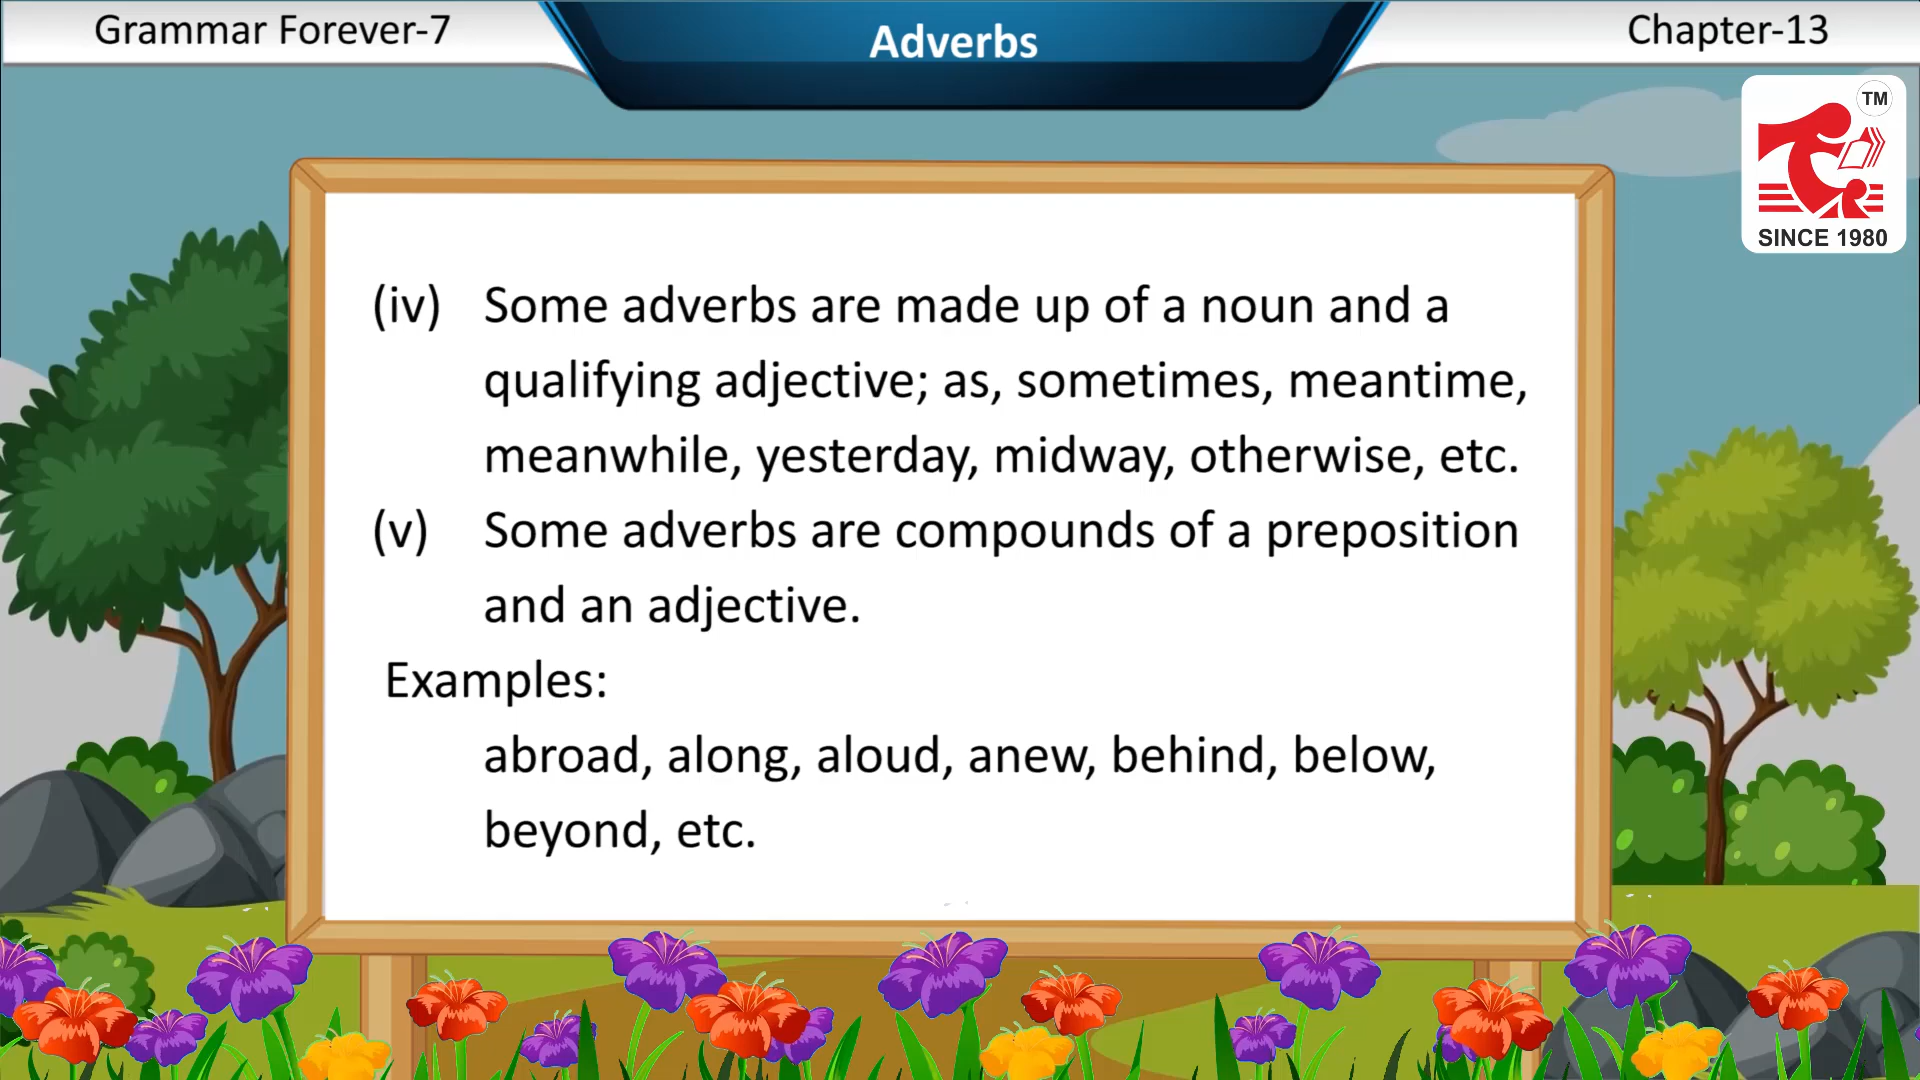 Grammar Forever-7
Adverbs
Chapter-13
TM
SINCE 1980
(iv) Some adverbs are made up of a noun and a
qualifying adjective; as, sometimes, meantime,
meanwhile, yesterday, midway, otherwise, etc.
(v) Some adverbs are compounds of a preposition
and an adjective.
Examples:
abroad, along, aloud, anew, behind, below,
beyond, etc.